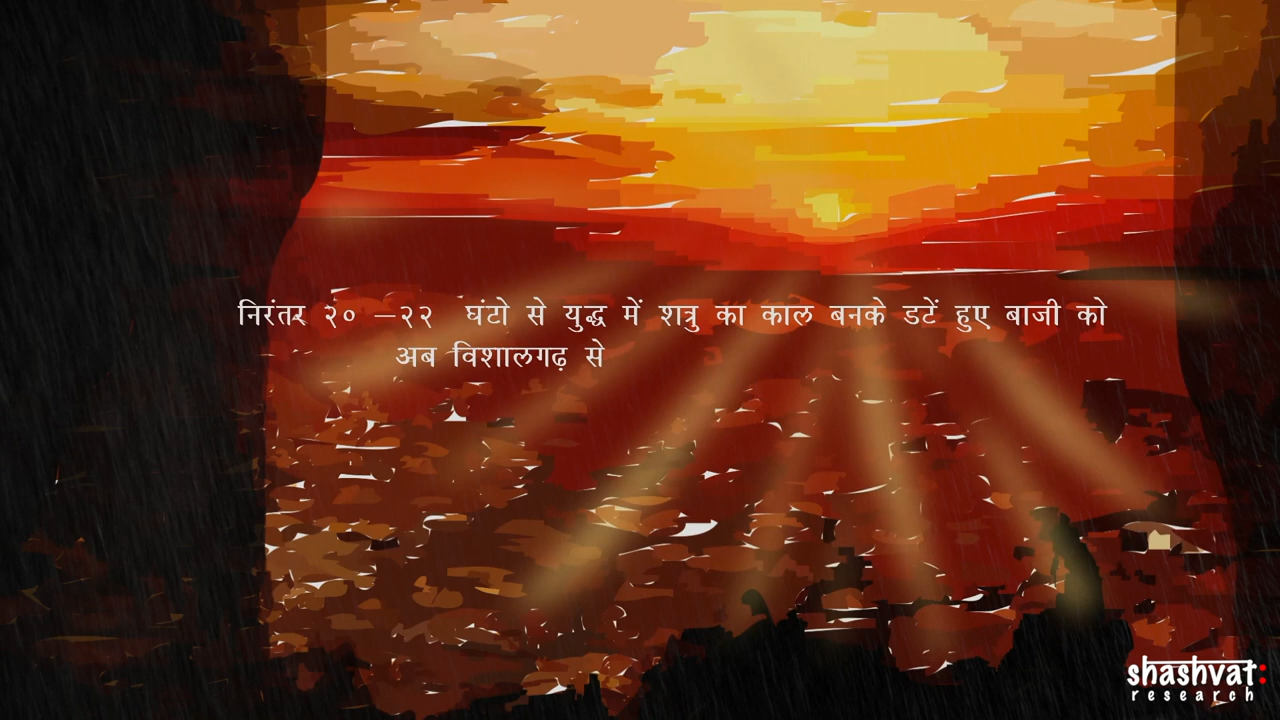 निरंतर २० –२२ घंटो से युद्ध में शत्रु का काल बनके डटें हुए बाजी को
अब विशालगढ़ से
shashvat:
research